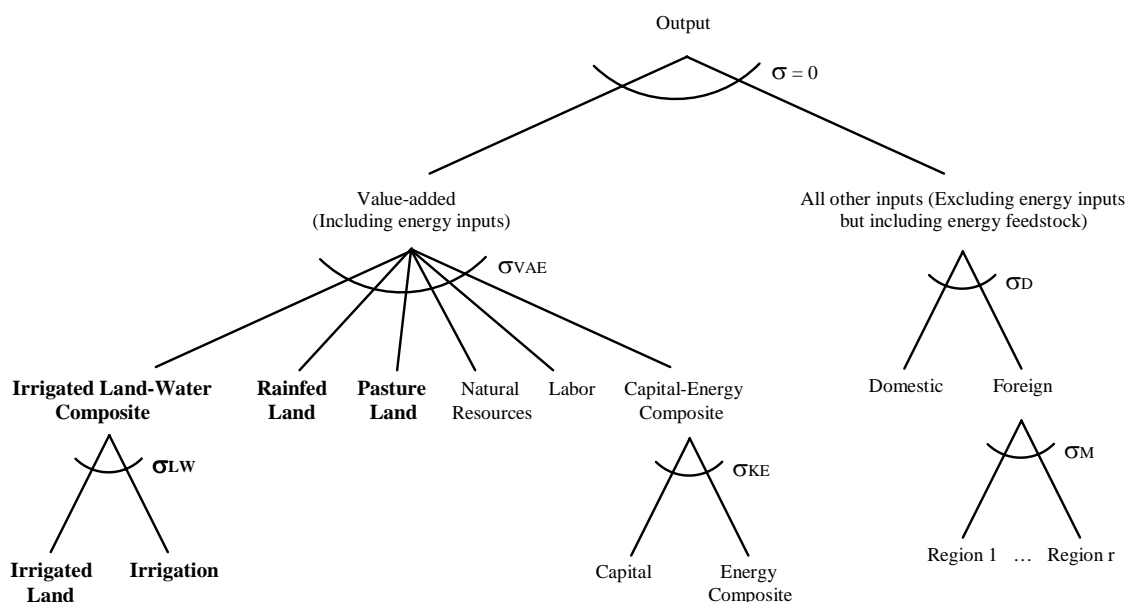 Output
σ = 0
Value-added
(Including energy inputs)
All other inputs (Excluding energy inputs
but including energy feedstock)
σVAE
σD
Irrigated Land-Water
Composite
Rainfed
Land
Pasture
Land
Natural
Resources
Labor
Capital-Energy
Composite
Domestic
Foreign
σLW
σKE
σM
Irrigated
Land
Irrigation
Capital
Energy
Composite
Region 1 … Region r